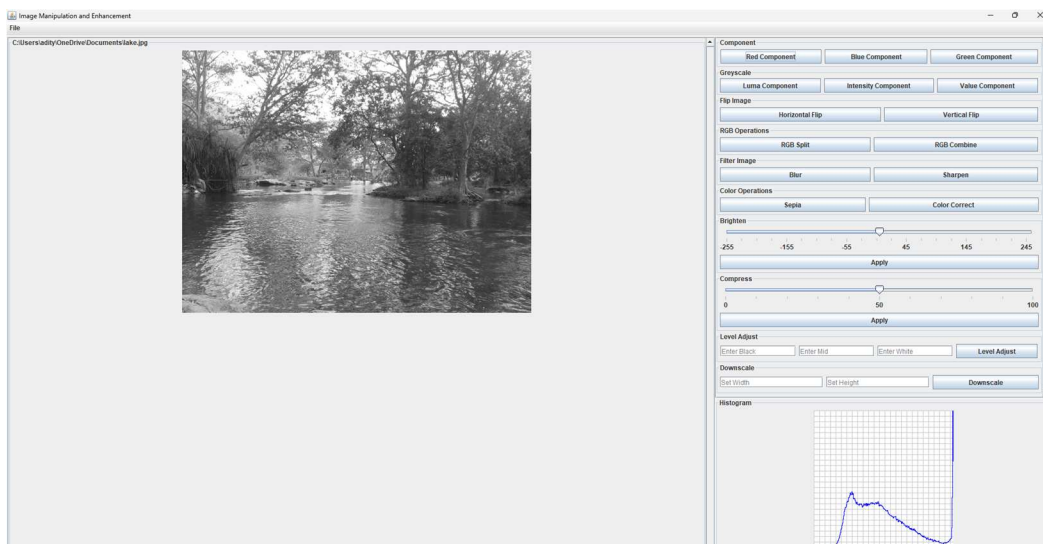 Image Manipulation and Enhancement
File
C:\Users\adity\OneDrive\Documents\lake.jpg
Component
Red Component Blue Component Green Component
Greyscale
Luma Component Intensity Component Value Component
Flip Image
Horizontal Flip Vertical Flip
RGB Operations
RGB Split RGB Combine
Filter Image
Blur Sharpen
Color Operations
Sepia Color Correct
Brighten
-255 -155 -55 45 145 245
Apply
Compress
0 50 100
Apply
Level Adjust
Enter Black Enter Mid Enter White Level Adjust
Downscale
Set Width Set Height Downscale
Histogram